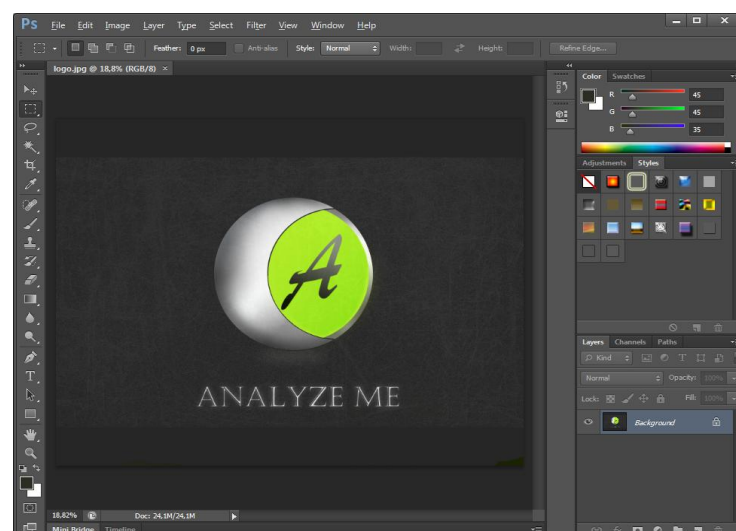 Ps File Edit Image Layer Type Select Filter View Window Help
Feather: 0 px Anti-alias Style: Normal Width: Height: Refine Edge...
logo.jpg @ 18,8% (RGB/8) ×
Color Swatches
R 45
G 45
B 35
Adjustments Styles
A
ANALYZE ME
Layers Channels Paths
Kind
Normal Opacity: 100%
Lock: Fill: 100%
Background
18,82% Doc: 24,1M/24,1M
Mini Bridge Timeline